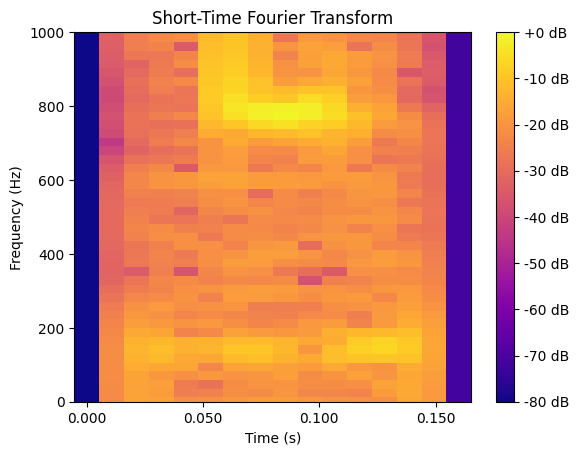 Short-Time Fourier Transform
1000
800
600
400
200
0
Frequency (Hz)
0.000
0.050
0.100
0.150
Time (s)
+0 dB
-10 dB
-20 dB
-30 dB
-40 dB
-50 dB
-60 dB
-70 dB
-80 dB